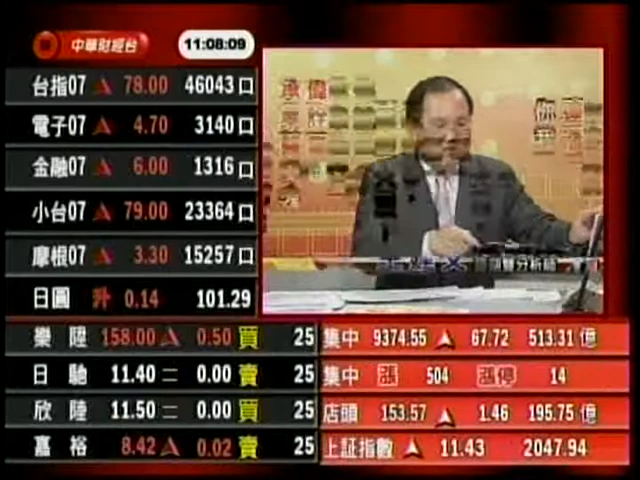 中華財經台 11:08:09
台指07 ▲ 78.00 46043口
電子07 ▲ 4.70 3140口
金融07 ▲ 6.00 1316口
小台07 ▲ 79.00 23364口
摩根07 ▲ 3.30 15257口
日圓 升 0.14 101.29
分析師
樂陞 158.00 ▲ 0.50 買 25
日馳 11.40 = 0.00 賣 25
欣陸 11.50 = 0.00 買 25
嘉裕 8.42 ▲ 0.02 賣 25
集中 9374.55 ▲ 67.72 513.31億
集中 漲 504 漲停 14
店頭 153.57 ▲ 1.46 195.75億
上証指數 ▲ 11.43 2047.94